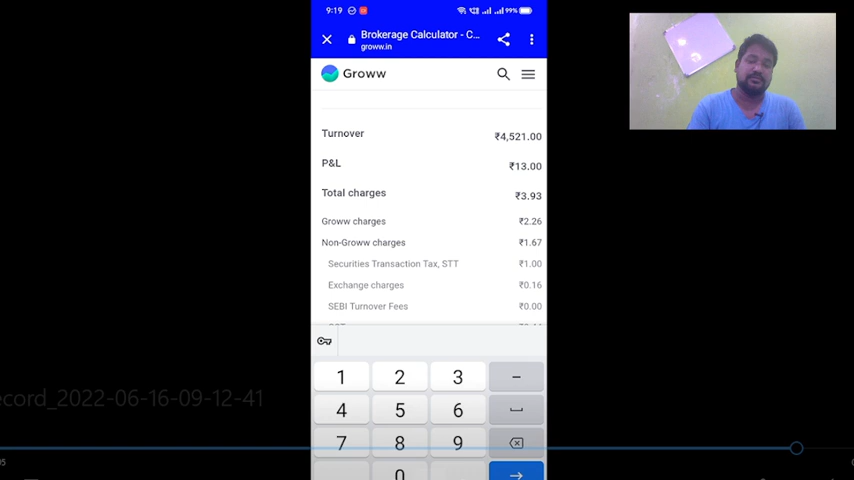 9:19
99%
Brokerage Calculator - C...
groww.in
Groww
Turnover ₹4,521.00
P&L ₹13.00
Total charges ₹3.93
Groww charges ₹2.26
Non-Groww charges ₹1.67
Securities Transaction Tax, STT ₹1.00
Exchange charges ₹0.16
SEBI Turnover Fees ₹0.00
1 2 3 -
4 5 6
7 8 9
0
ecord_2022-06-16-09-12-41